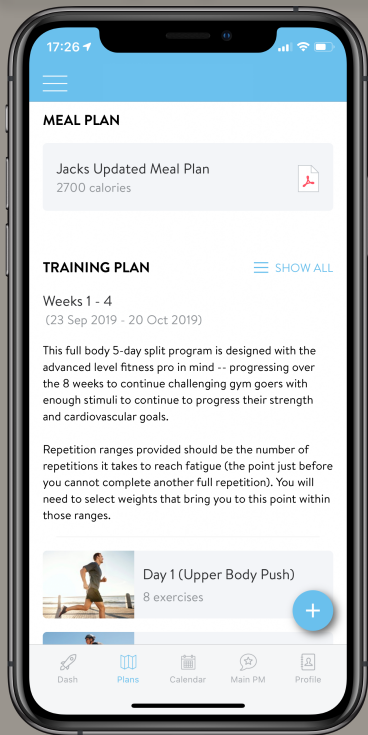 17:26
MEAL PLAN
Jacks Updated Meal Plan
2700 calories
TRAINING PLAN
SHOW ALL
Weeks 1 - 4
(23 Sep 2019 - 20 Oct 2019)
This full body 5-day split program is designed with the
advanced level fitness pro in mind -- progressing over
the 8 weeks to continue challenging gym goers with
enough stimuli to continue to progress their strength
and cardiovascular goals.
Repetition ranges provided should be the number of
repetitions it takes to reach fatigue (the point just before
you cannot complete another full repetition). You will
need to select weights that bring you to this point within
those ranges.
Day 1 (Upper Body Push)
8 exercises
+
Dash
Plans
Calendar
Main PM
Profile